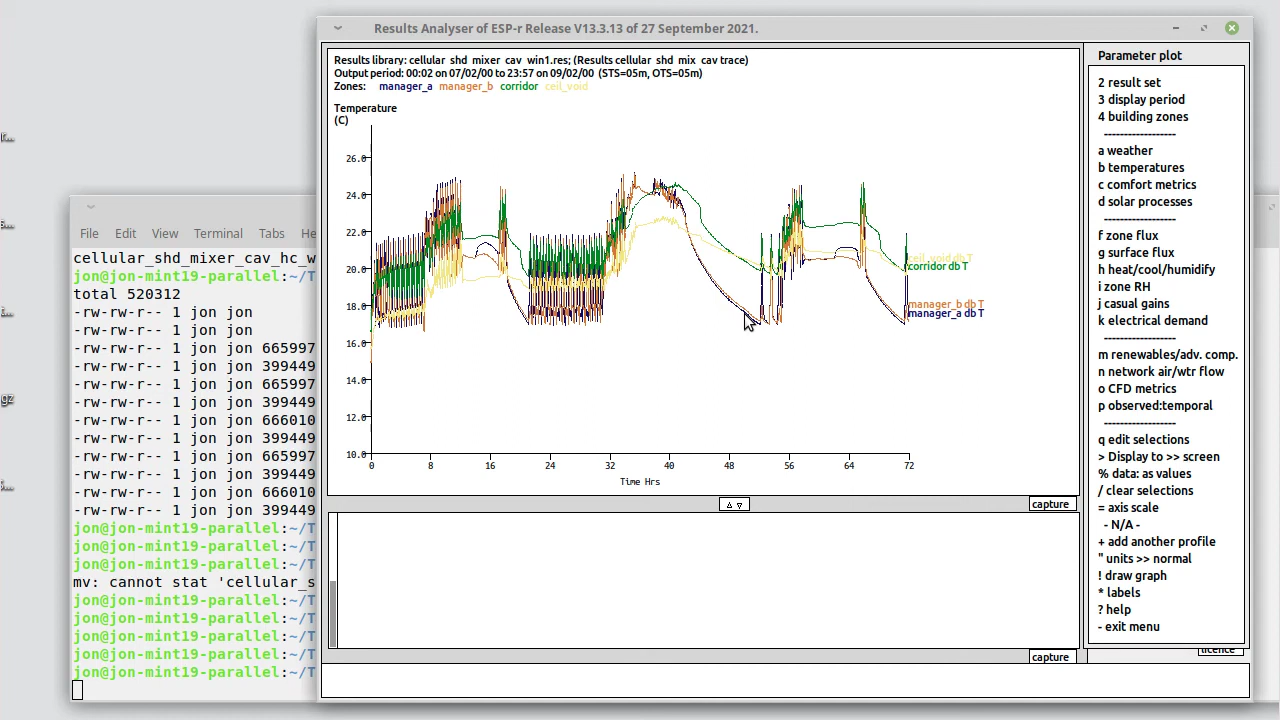 Results Analyser of ESP-r Release V13.3.13 of 27 September 2021.
Results library: cellular_shd_mixer_cav_win1.res; (Results cellular_shd_mix_cav trace)
Output period: 00:02 on 07/02/00 to 23:57 on 09/02/00 (STS=05m, OTS=05m)
Zones: manager_a manager_b corridor ceil_void
Temperature
(C)
26.0
24.0
22.0
20.0
18.0
16.0
14.0
12.0
10.0
0 8 16 24 32 40 48 56 64 72
Time Hrs
ceil_void db T
corridor db T
manager_b db T
manager_a db T
capture
capture
Parameter plot
2 result set
3 display period
4 building zones
------------------
a weather
b temperatures
c comfort metrics
d solar processes
------------------
f zone flux
g surface flux
h heat/cool/humidify
i zone RH
j casual gains
k electrical demand
------------------
m renewables/adv. comp.
n network air/wtr flow
o CFD metrics
p observed:temporal
------------------
q edit selections
> Display to >> screen
% data: as values
/ clear selections
= axis scale
- N/A -
+ add another profile
" units >> normal
! draw graph
* labels
? help
- exit menu
licence
File Edit View Terminal Tabs He
cellular_shd_mixer_cav_hc_w
jon@jon-mint19-parallel:~/T
total 520312
-rw-rw-r-- 1 jon jon
-rw-rw-r-- 1 jon jon
-rw-rw-r-- 1 jon jon 665997
-rw-rw-r-- 1 jon jon 399449
-rw-rw-r-- 1 jon jon 665997
-rw-rw-r-- 1 jon jon 399449
-rw-rw-r-- 1 jon jon 666010
-rw-rw-r-- 1 jon jon 399449
-rw-rw-r-- 1 jon jon 665997
-rw-rw-r-- 1 jon jon 399449
-rw-rw-r-- 1 jon jon 666010
-rw-rw-r-- 1 jon jon 399449
jon@jon-mint19-parallel:~/T
jon@jon-mint19-parallel:~/T
jon@jon-mint19-parallel:~/T
mv: cannot stat 'cellular_s
jon@jon-mint19-parallel:~/T
jon@jon-mint19-parallel:~/T
jon@jon-mint19-parallel:~/T
jon@jon-mint19-parallel:~/T
jon@jon-mint19-parallel:~/T
gz